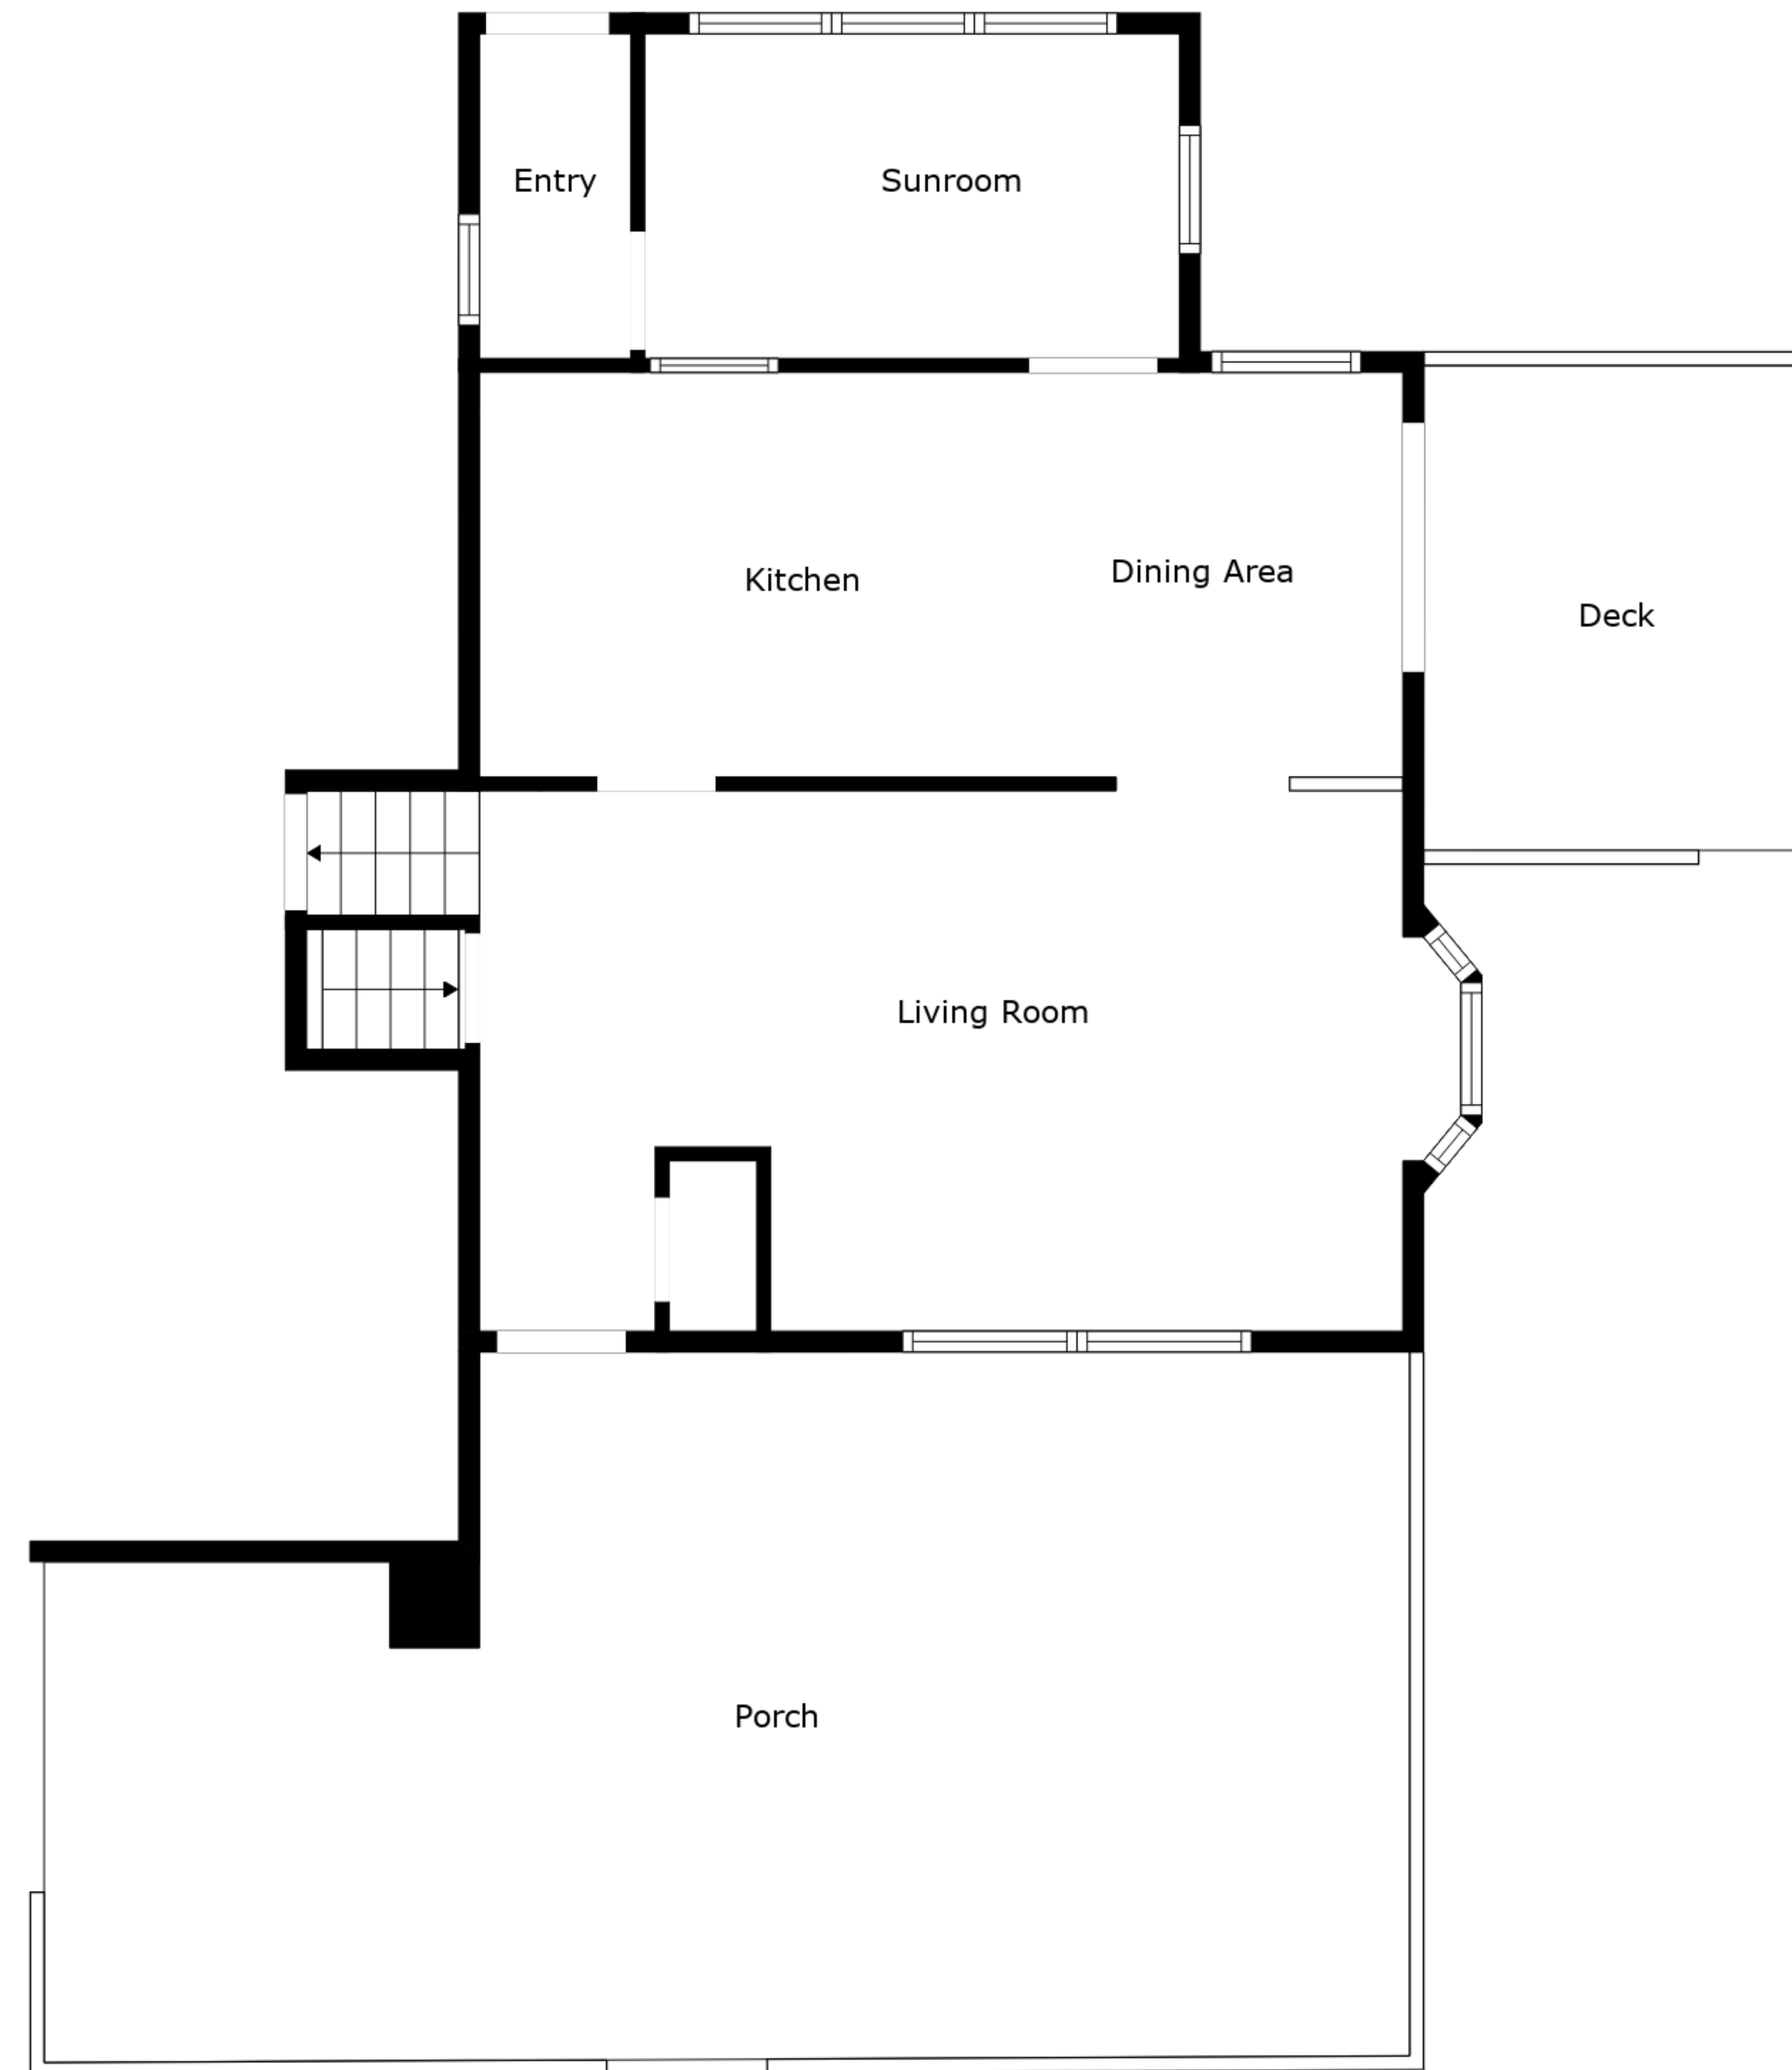 Entry
Sunroom
Kitchen
Dining Area
Deck
Living Room
Porch